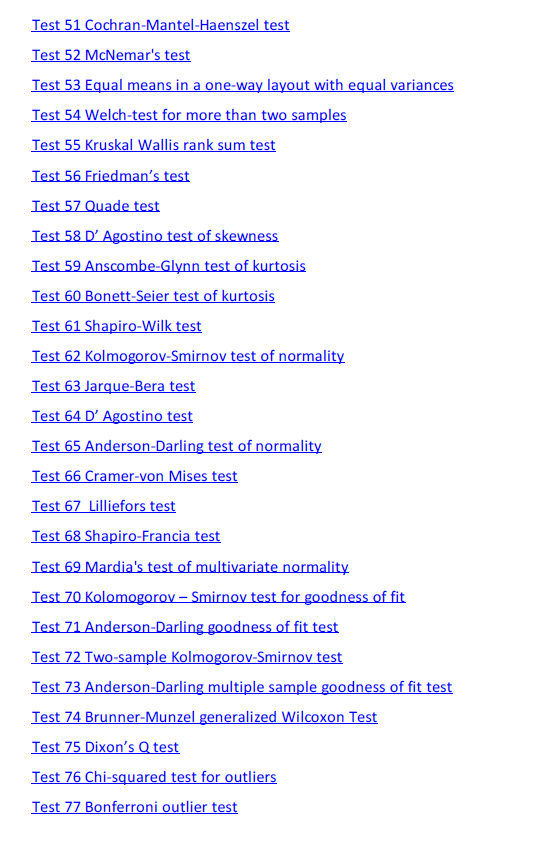 Test 51 Cochran-Mantel-Haenszel test
Test 52 McNemar's test
Test 53 Equal means in a one-way layout with equal variances
Test 54 Welch-test for more than two samples
Test 55 Kruskal Wallis rank sum test
Test 56 Friedman’s test
Test 57 Quade test
Test 58 D’ Agostino test of skewness
Test 59 Anscombe-Glynn test of kurtosis
Test 60 Bonett-Seier test of kurtosis
Test 61 Shapiro-Wilk test
Test 62 Kolmogorov-Smirnov test of normality
Test 63 Jarque-Bera test
Test 64 D’ Agostino test
Test 65 Anderson-Darling test of normality
Test 66 Cramer-von Mises test
Test 67  Lilliefors test
Test 68 Shapiro-Francia test
Test 69 Mardia's test of multivariate normality
Test 70 Kolomogorov – Smirnov test for goodness of fit
Test 71 Anderson-Darling goodness of fit test
Test 72 Two-sample Kolmogorov-Smirnov test
Test 73 Anderson-Darling multiple sample goodness of fit test
Test 74 Brunner-Munzel generalized Wilcoxon Test
Test 75 Dixon’s Q test
Test 76 Chi-squared test for outliers
Test 77 Bonferroni outlier test